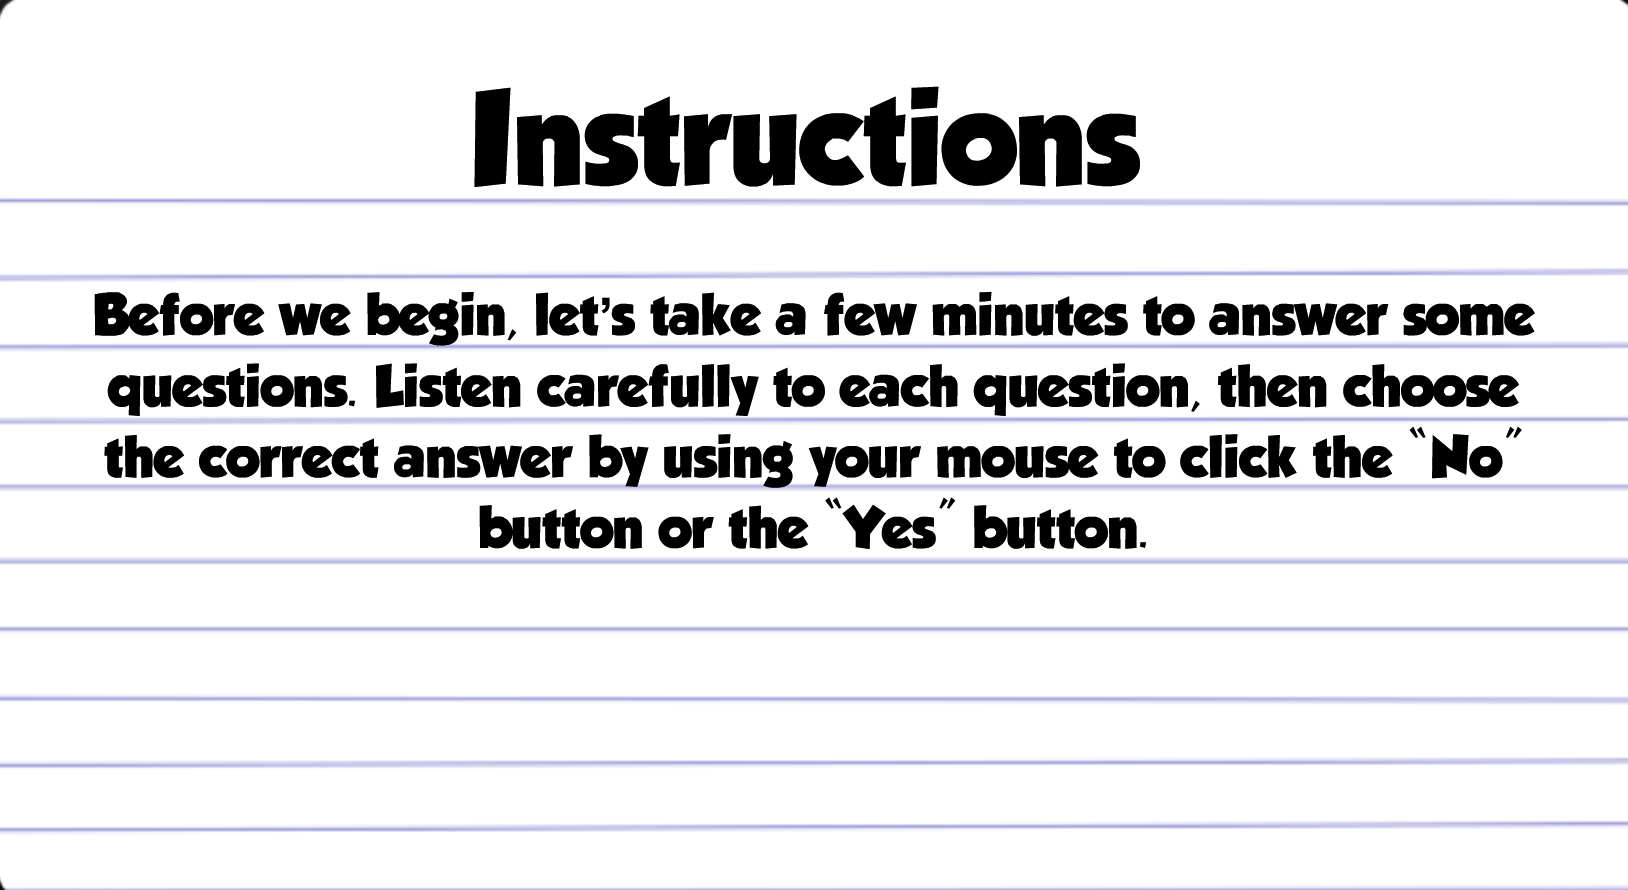 Instructions
Before we begin, let's take a few minutes to answer some
questions. Listen carefully to each question, then choose
the correct answer by using your mouse to click the “No”
button or the “Yes” button.